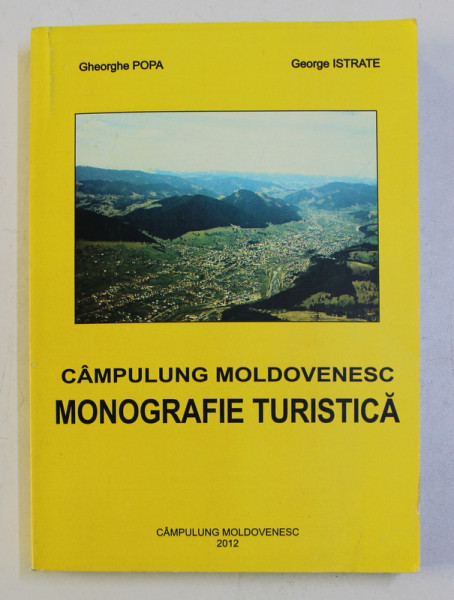 Gheorghe POPA
George ISTRATE
CÂMPULUNG MOLDOVENESC
MONOGRAFIE TURISTICĂ
CÂMPULUNG MOLDOVENESC
2012